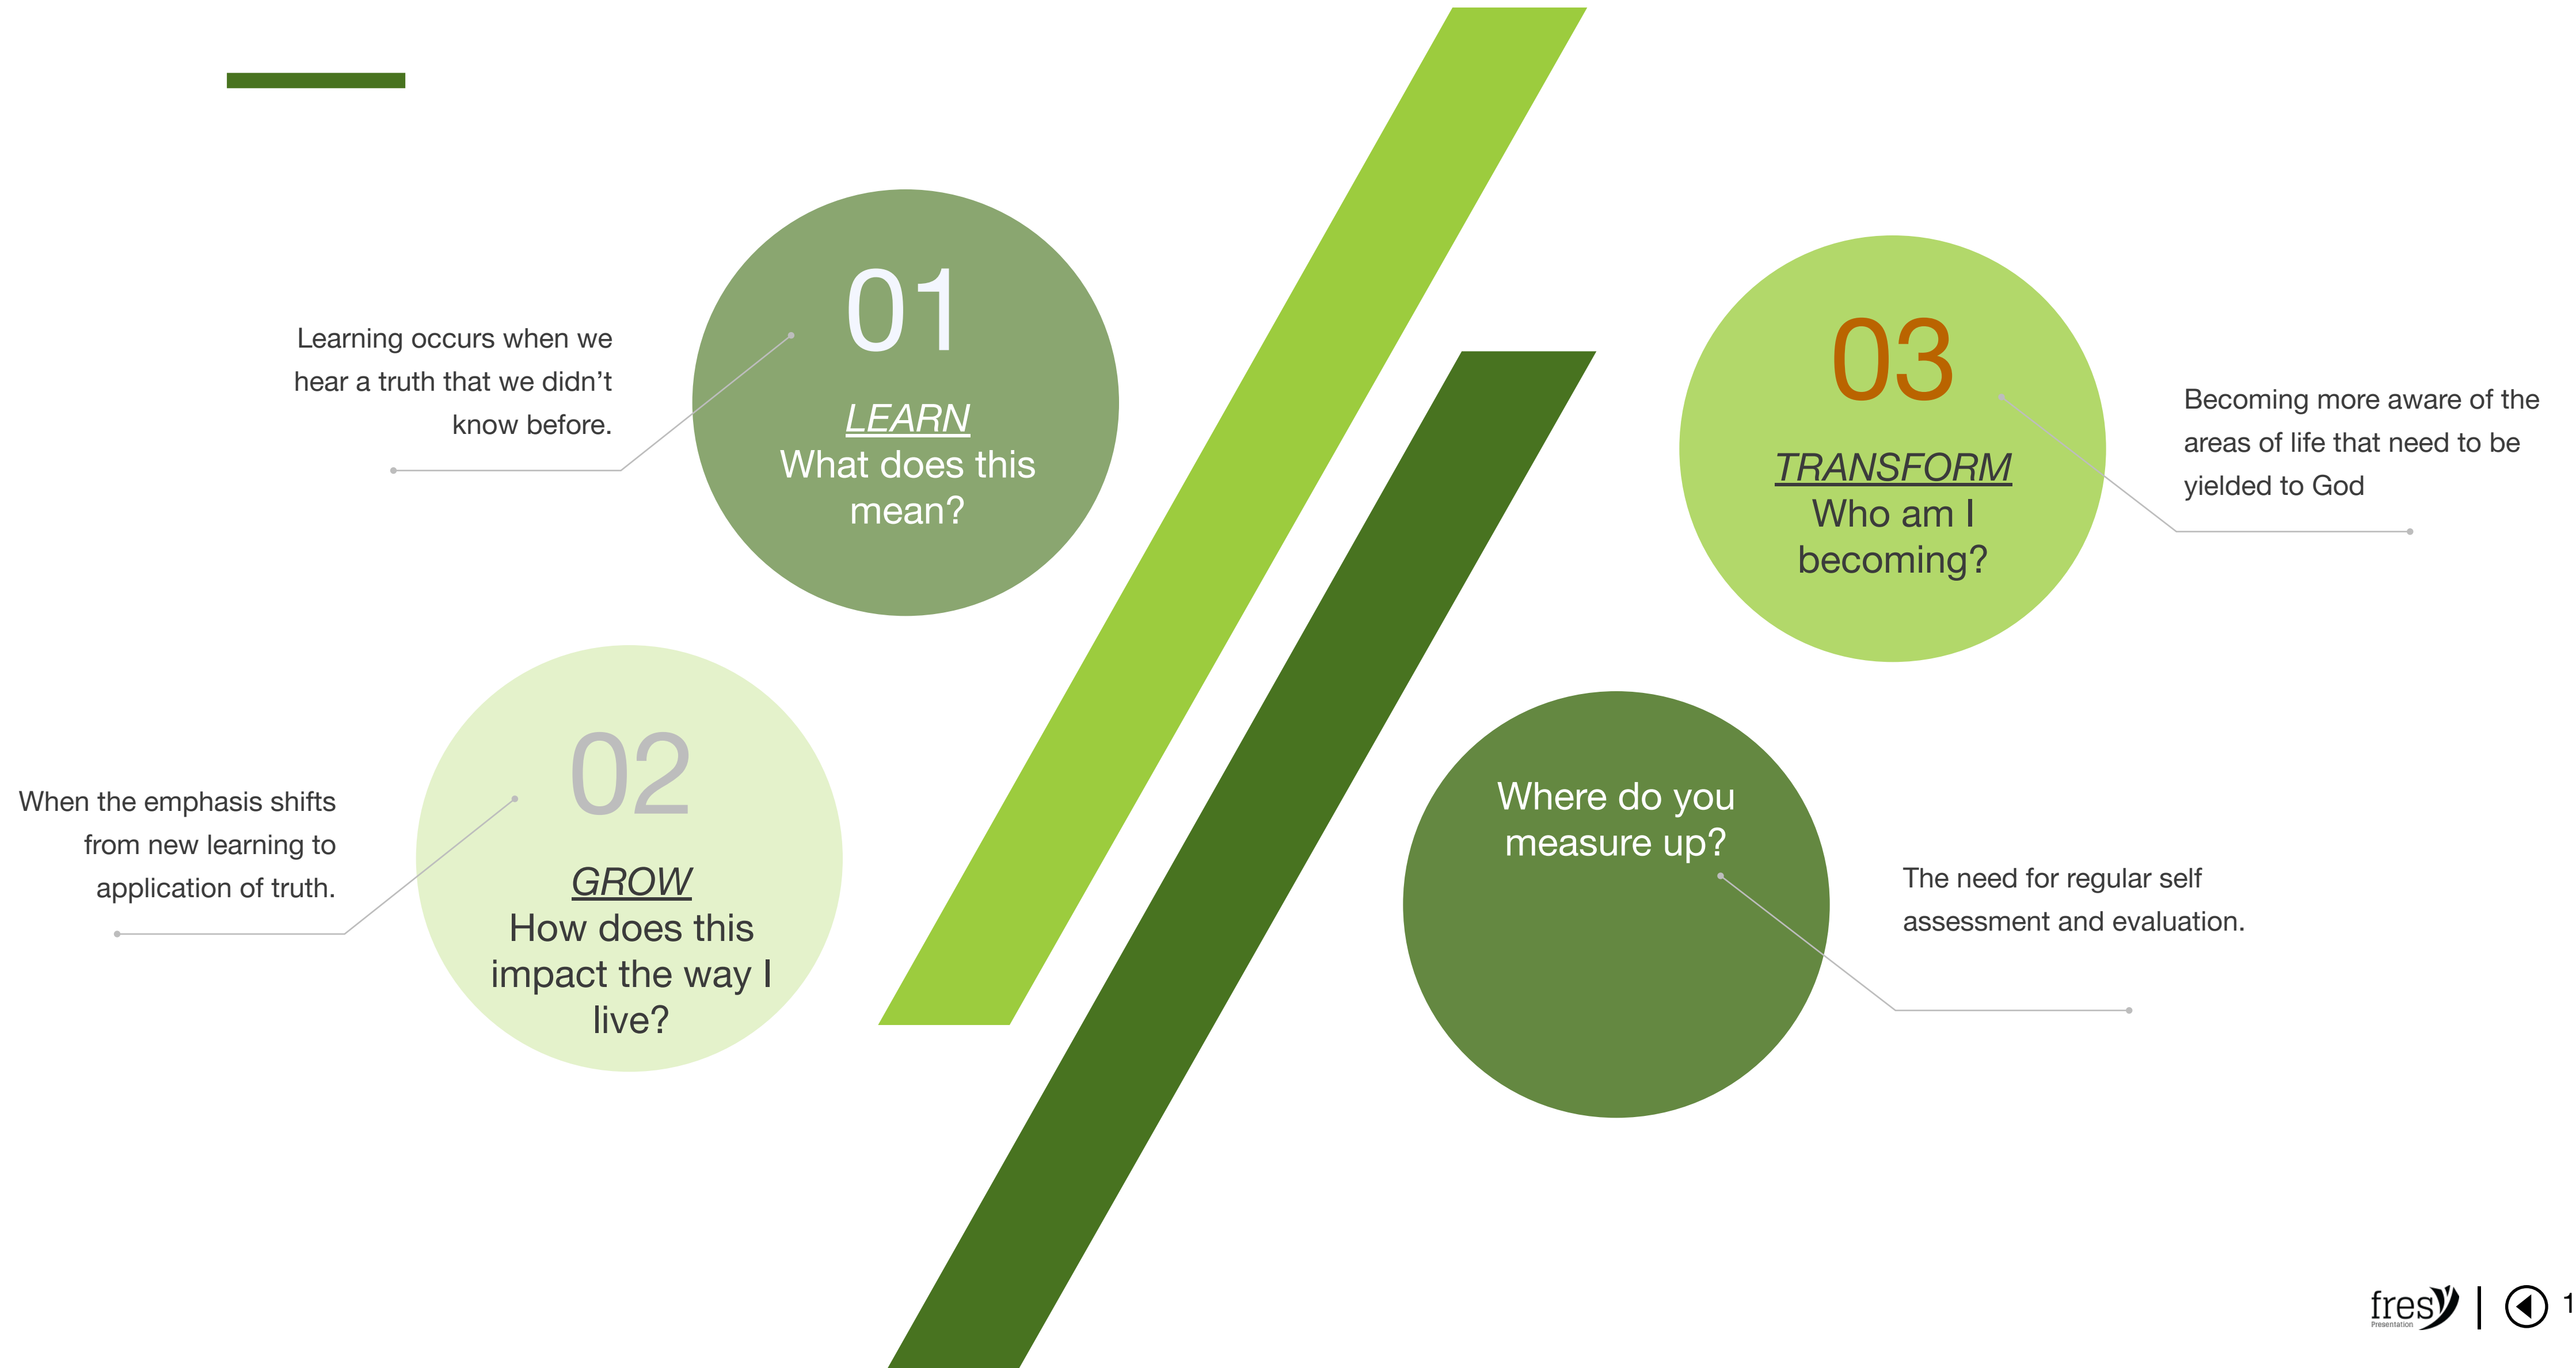 01
LEARN
What does this
mean?
Learning occurs when we
hear a truth that we didn’t
know before.
02
GROW
How does this
impact the way I
live?
When the emphasis shifts
from new learning to
application of truth.
03
TRANSFORM
Who am I
becoming?
Becoming more aware of the
areas of life that need to be
yielded to God
Where do you
measure up?
The need for regular self
assessment and evaluation.
fresy
Presentation
1